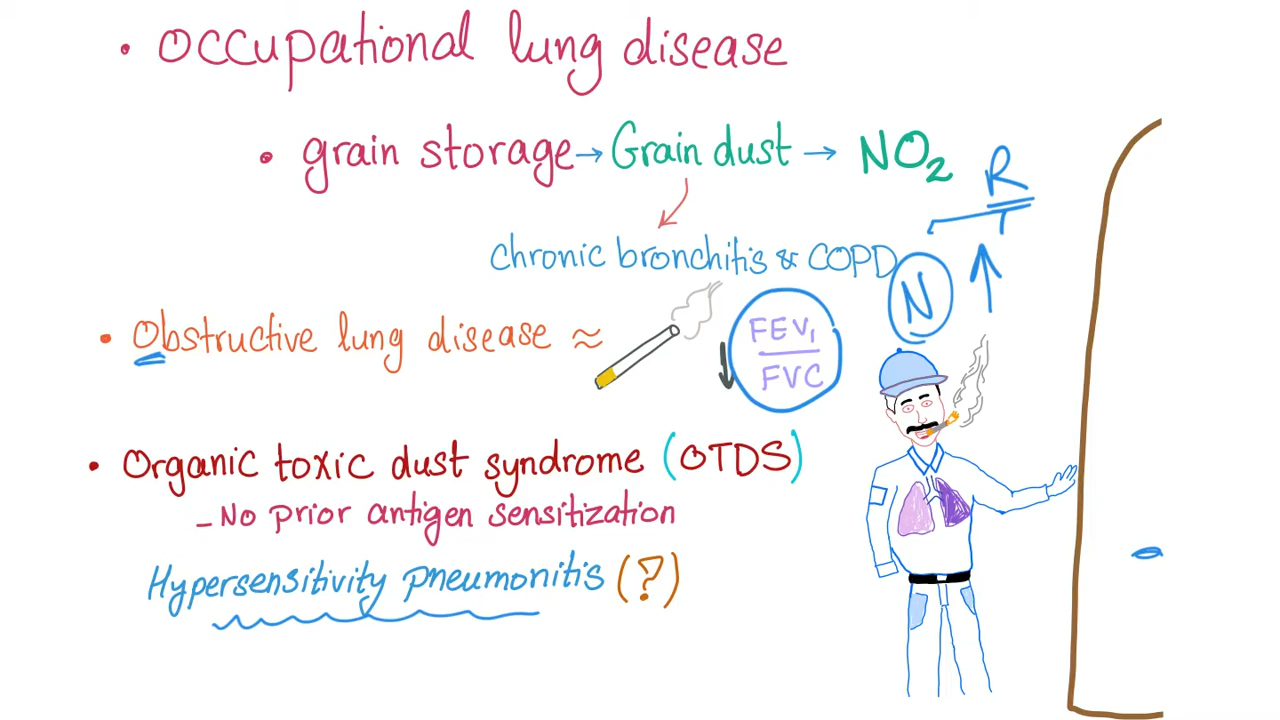 • Occupational lung disease
• grain storage → Grain dust → NO2
R
chronic bronchitis & COPD
N
• Obstructive lung disease ≈
FEV1
FVC
• Organic toxic dust syndrome (OTDS)
- No prior antigen sensitization
Hypersensitivity pneumonitis (?)